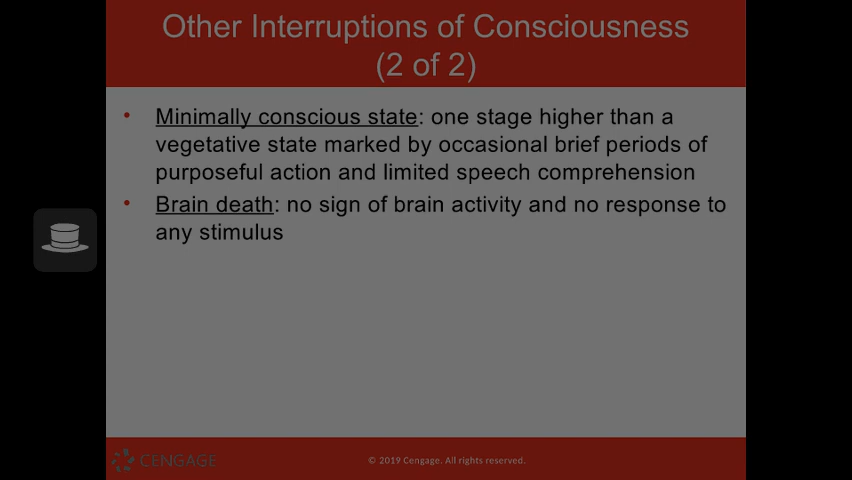 Other Interruptions of Consciousness
(2 of 2)
• Minimally conscious state: one stage higher than a
vegetative state marked by occasional brief periods of
purposeful action and limited speech comprehension
• Brain death: no sign of brain activity and no response to
any stimulus
CENGAGE
© 2019 Cengage. All rights reserved.